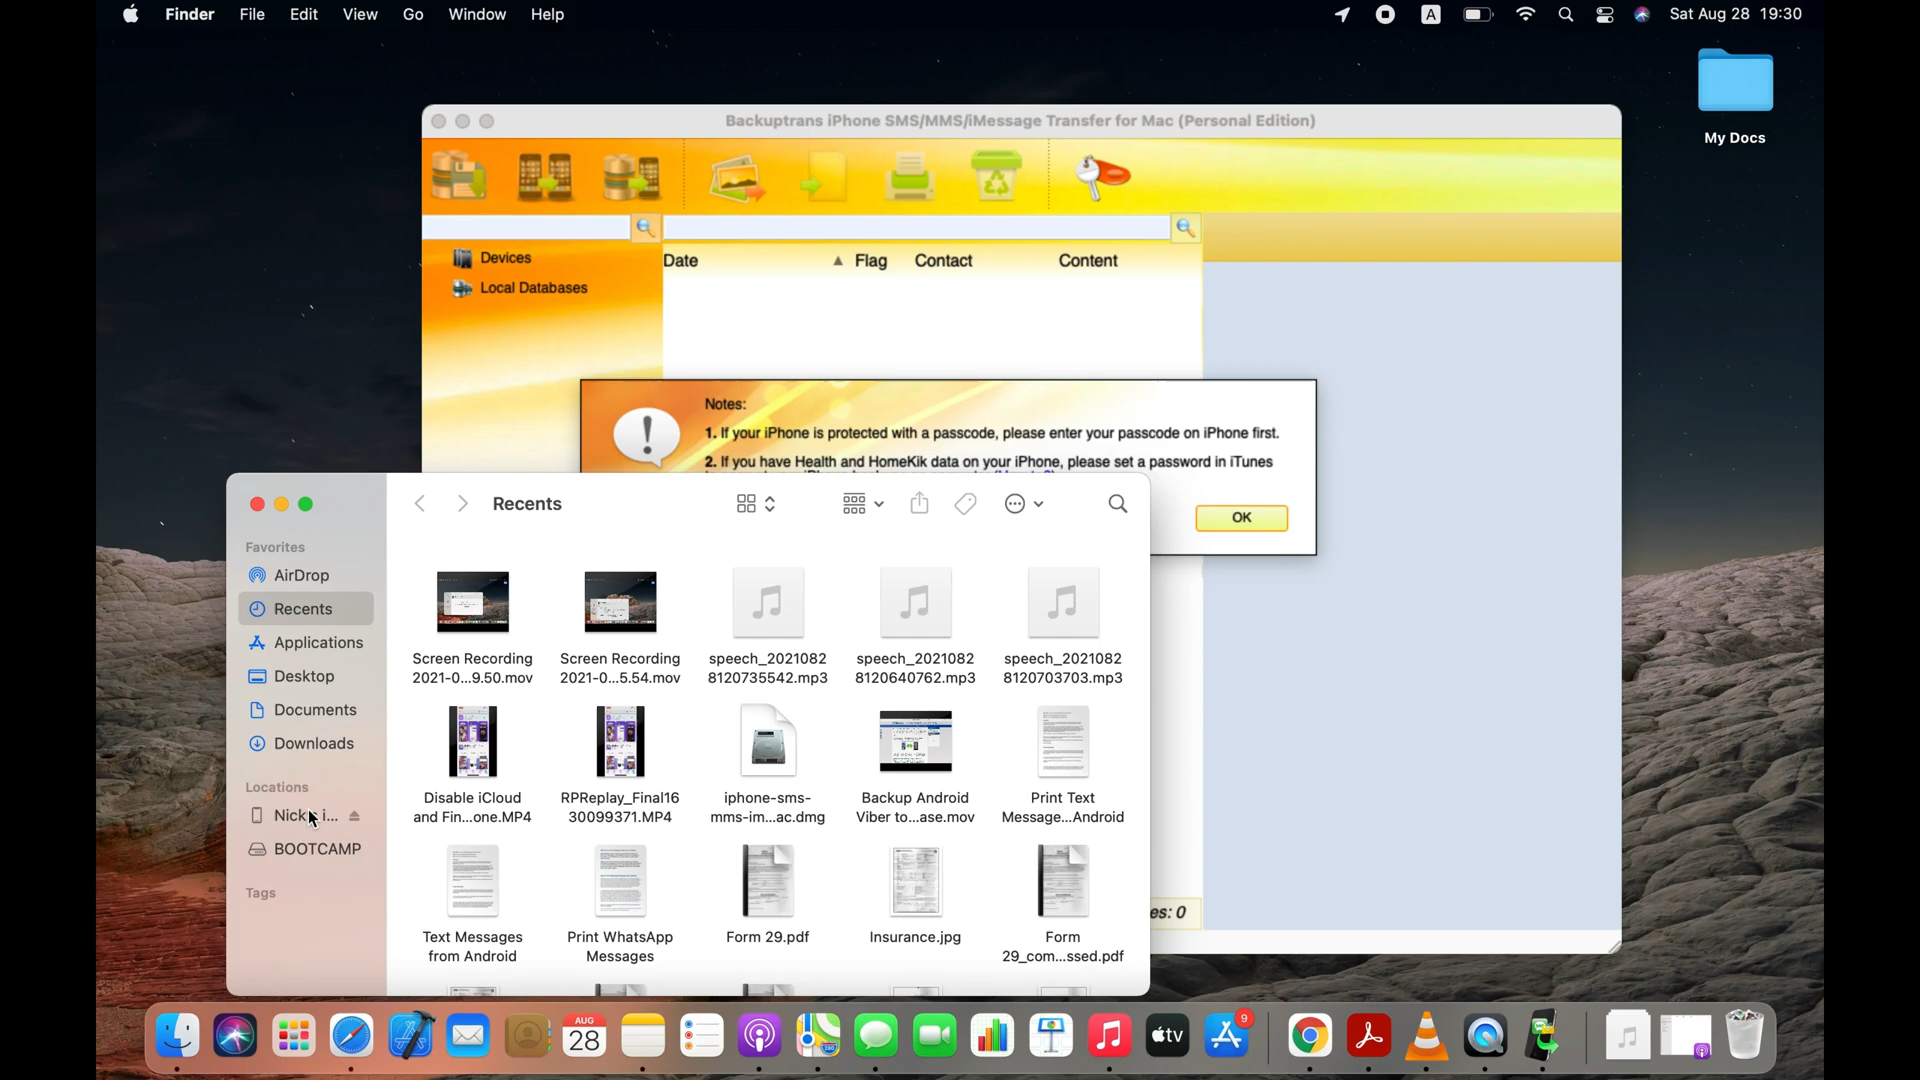 Finder File Edit View Go Window Help
A
Sat Aug 28 19:30
My Docs
Backuptrans iPhone SMS/MMS/iMessage Transfer for Mac (Personal Edition)
Devices
Local Databases
Date Flag Contact Content
Notes:
1. If your iPhone is protected with a passcode, please enter your passcode on iPhone first.
2. If you have Health and HomeKik data on your iPhone, please set a password in iTunes
OK
es: 0
Recents
Favorites
AirDrop
Recents
Applications
Desktop
Documents
Downloads
Locations
i...
BOOTCAMP
Tags
Screen Recording
2021-0...9.50.mov
Screen Recording
2021-0...5.54.mov
speech_2021082
8120735542.mp3
speech_2021082
8120640762.mp3
speech_2021082
8120703703.mp3
Disable iCloud
and Fin...one.MP4
RPReplay_Final16
30099371.MP4
iphone-sms-
mms-im...ac.dmg
Backup Android
Viber to...ase.mov
Print Text
Message...Android
Text Messages
from Android
Print WhatsApp
Messages
Form 29.pdf
Insurance.jpg
Form
29_com...ssed.pdf
AUG
28
tv
9